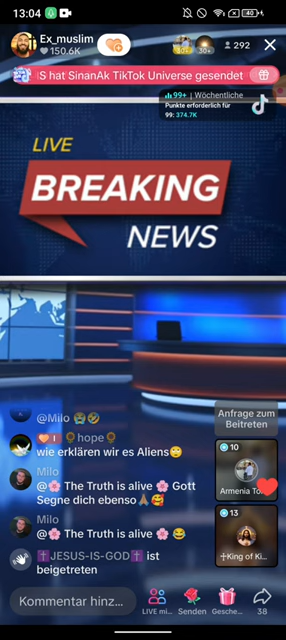 13:04
40
Ex_muslim
150.6K
30+
30+
292
S hat SinanAk TikTok Universe gesendet
99+ | Wöchentliche
Punkte erforderlich für
99: 374.7K
LIVE
BREAKING
NEWS
@Milo 😭🤣
I 🌻hope🌻
wie erklären wir es Aliens🙄
Milo
@🌸 The Truth is alive 🌸 Gott
Segne dich ebenso🙏🏽🥰
Milo
@🌸 The Truth is alive 🌸 😂
✝️JESUS-IS-GOD✝️ ist
beigetreten
Anfrage zum
Beitreten
10
Armenia To
13
✝King of Ki...
Kommentar hinz...
LIVE mi...
Senden
Gesche...
38